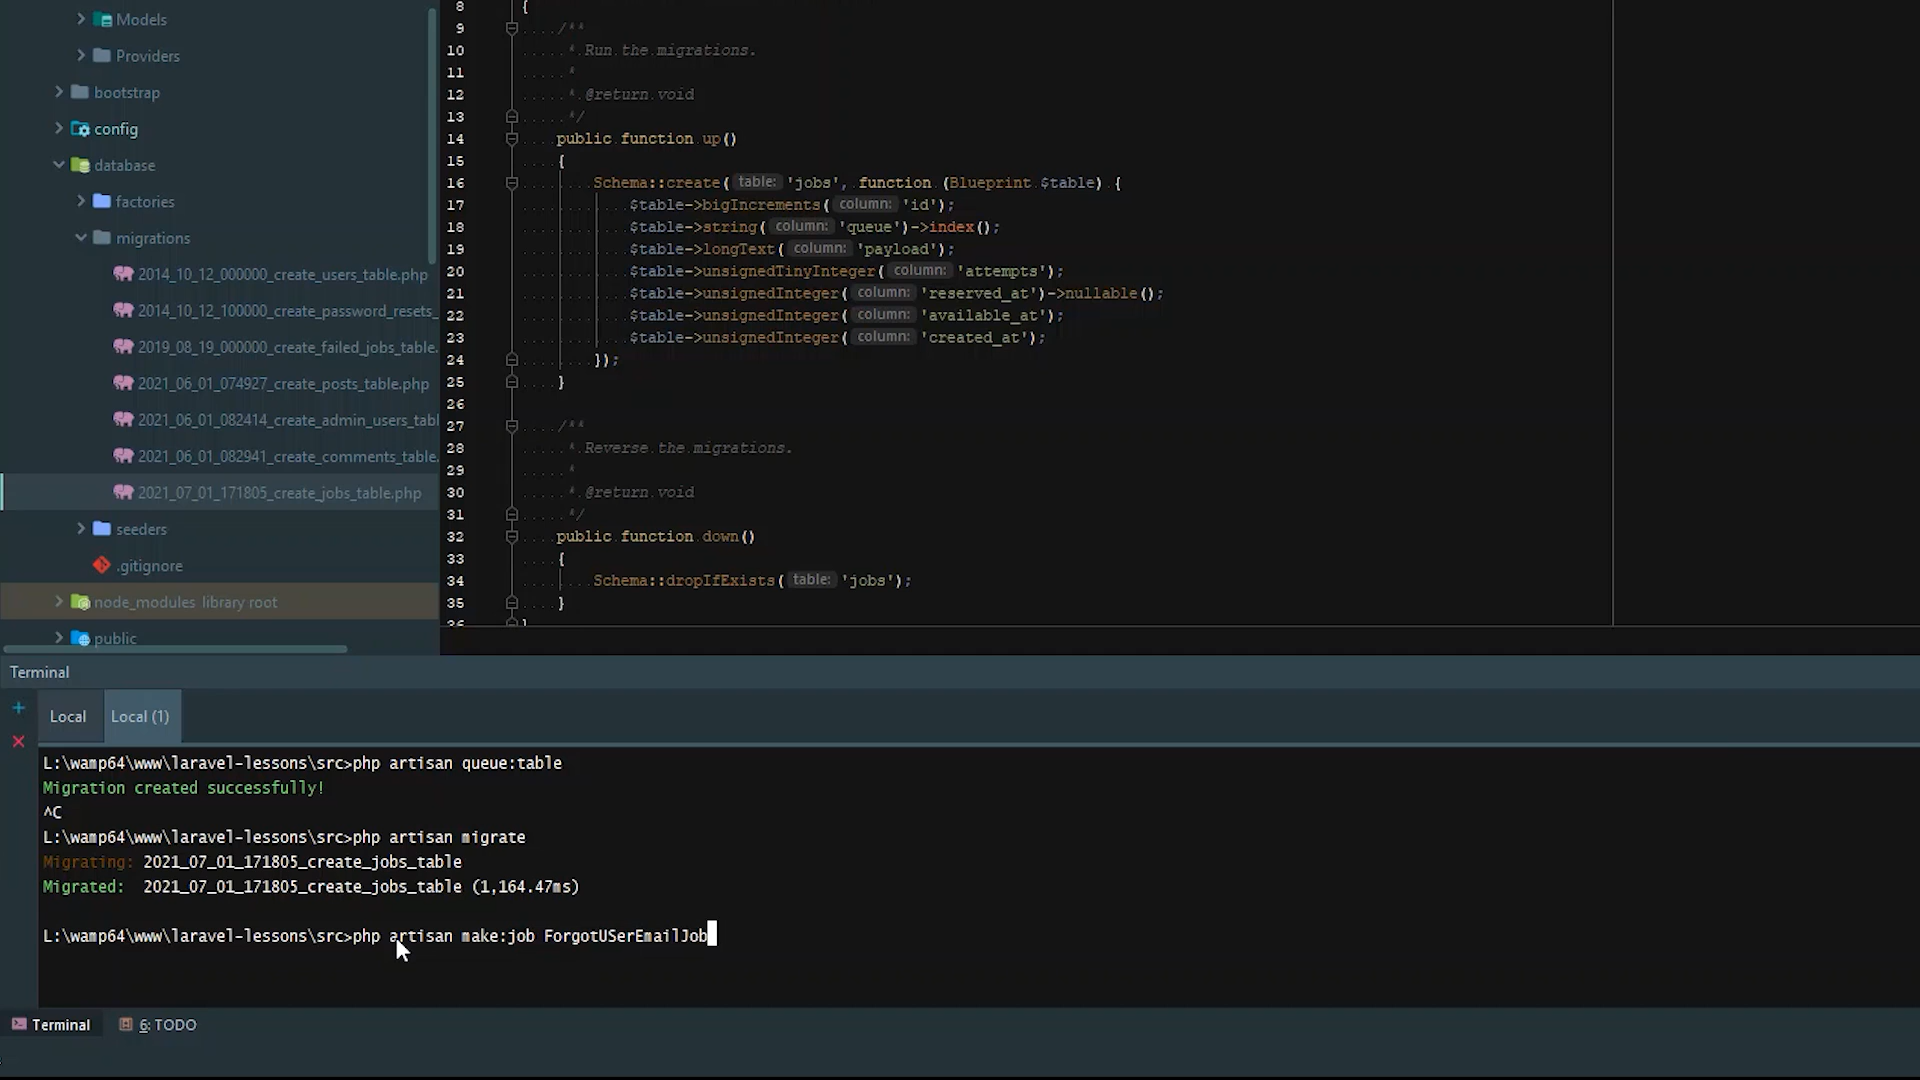 Models
Providers
bootstrap
config
database
factories
migrations
2014_10_12_000000_create_users_table.php
2014_10_12_100000_create_password_resets_
2019_08_19_000000_create_failed_jobs_table.
2021_06_01_074927_create_posts_table.php
2021_06_01_082414_create_admin_users_tabl
2021_06_01_082941_create_comments_table.
2021_07_01_171805_create_jobs_table.php
seeders
.gitignore
node_modules library root
public
8 {
9 /**
10 * Run the migrations.
11 *
12 * @return void
13 */
14 public function up()
15 {
16 Schema::create( table: 'jobs', function (Blueprint $table) {
17 $table->bigIncrements( column: 'id');
18 $table->string( column: 'queue')->index();
19 $table->longText( column: 'payload');
20 $table->unsignedTinyInteger( column: 'attempts');
21 $table->unsignedInteger( column: 'reserved_at')->nullable();
22 $table->unsignedInteger( column: 'available_at');
23 $table->unsignedInteger( column: 'created_at');
24 });
25 }
26
27 /**
28 * Reverse the migrations.
29 *
30 * @return void
31 */
32 public function down()
33 {
34 Schema::dropIfExists( table: 'jobs');
35 }
36
Terminal
Local Local (1)
L:\wamp64\www\laravel-lessons\src>php artisan queue:table
Migration created successfully!
^C
L:\wamp64\www\laravel-lessons\src>php artisan migrate
Migrating: 2021_07_01_171805_create_jobs_table
Migrated: 2021_07_01_171805_create_jobs_table (1,164.47ms)
L:\wamp64\www\laravel-lessons\src>php artisan make:job ForgotUSerEmailJob
Terminal 6: TODO